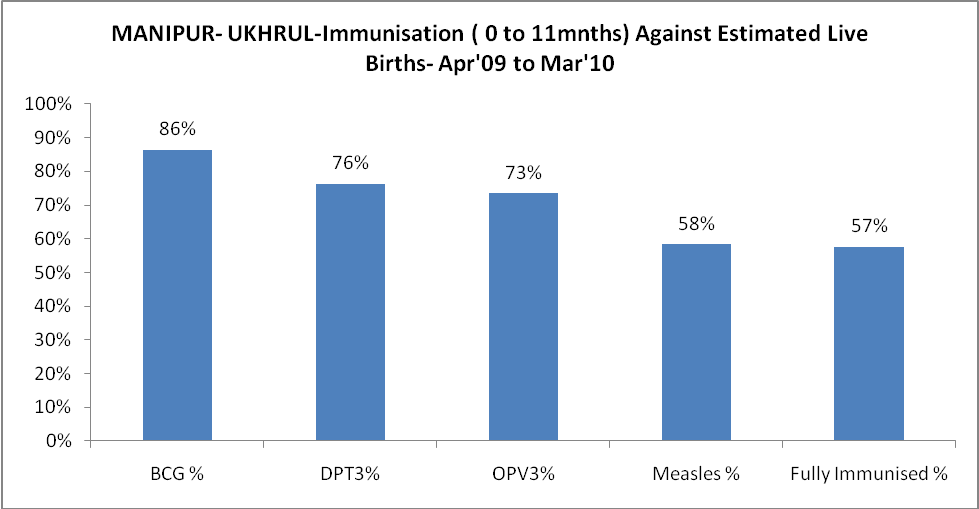 MANIPUR- UKHRUL-Immunisation ( 0 to 11mnths) Against Estimated Live
Births- Apr'09 to Mar'10
100%
90%
80%
70%
60%
50%
40%
30%
20%
10%
0%
86%
76%
73%
58%
57%
BCG %
DPT3%
OPV3%
Measles %
Fully Immunised %